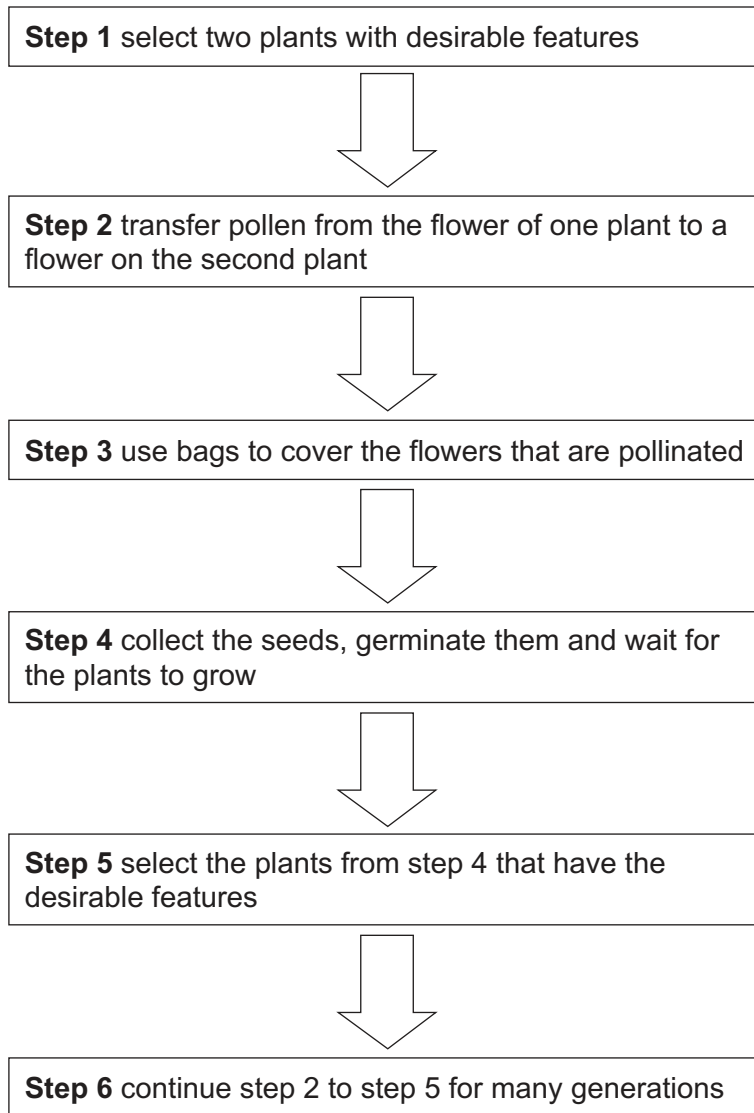 Step 1 select two plants with desirable features
Step 2 transfer pollen from the flower of one plant to a
flower on the second plant
Step 3 use bags to cover the flowers that are pollinated
Step 4 collect the seeds, germinate them and wait for
the plants to grow
Step 5 select the plants from step 4 that have the
desirable features
Step 6 continue step 2 to step 5 for many generations